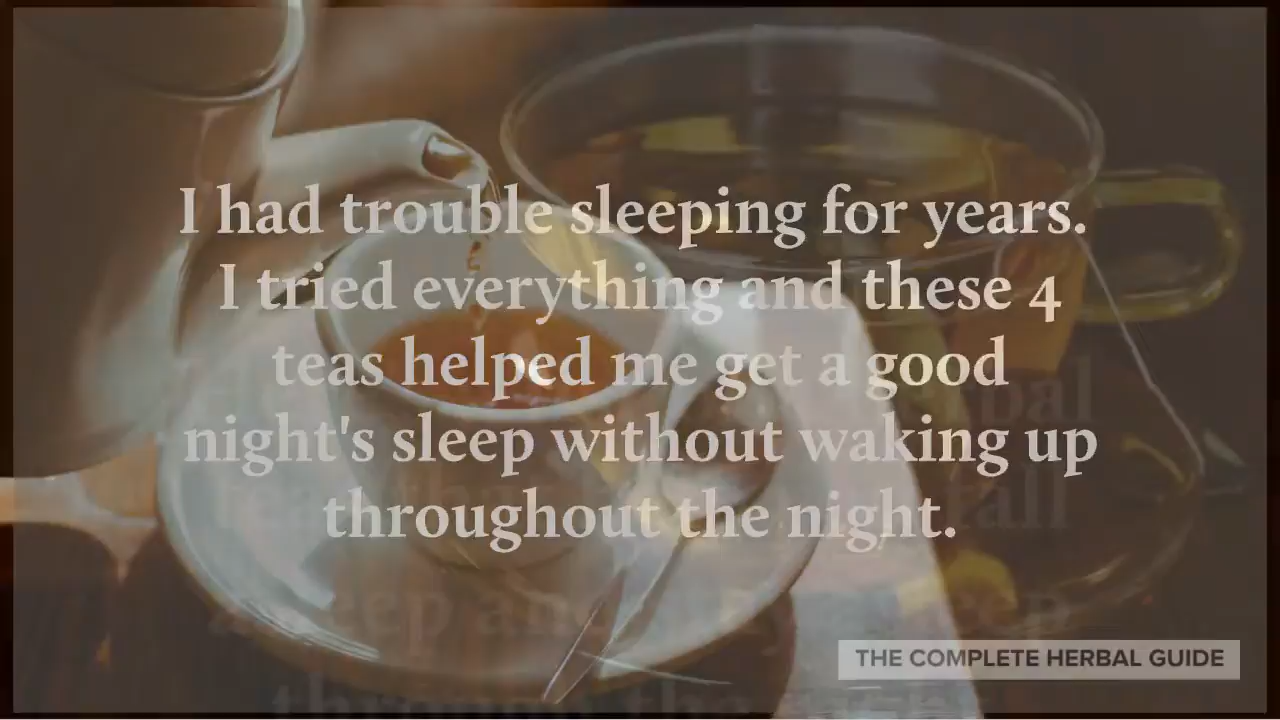 I had trouble sleeping for years.
I tried everything and these 4
teas helped me get a good
night's sleep without waking up
throughout the night.
THE COMPLETE HERBAL GUIDE